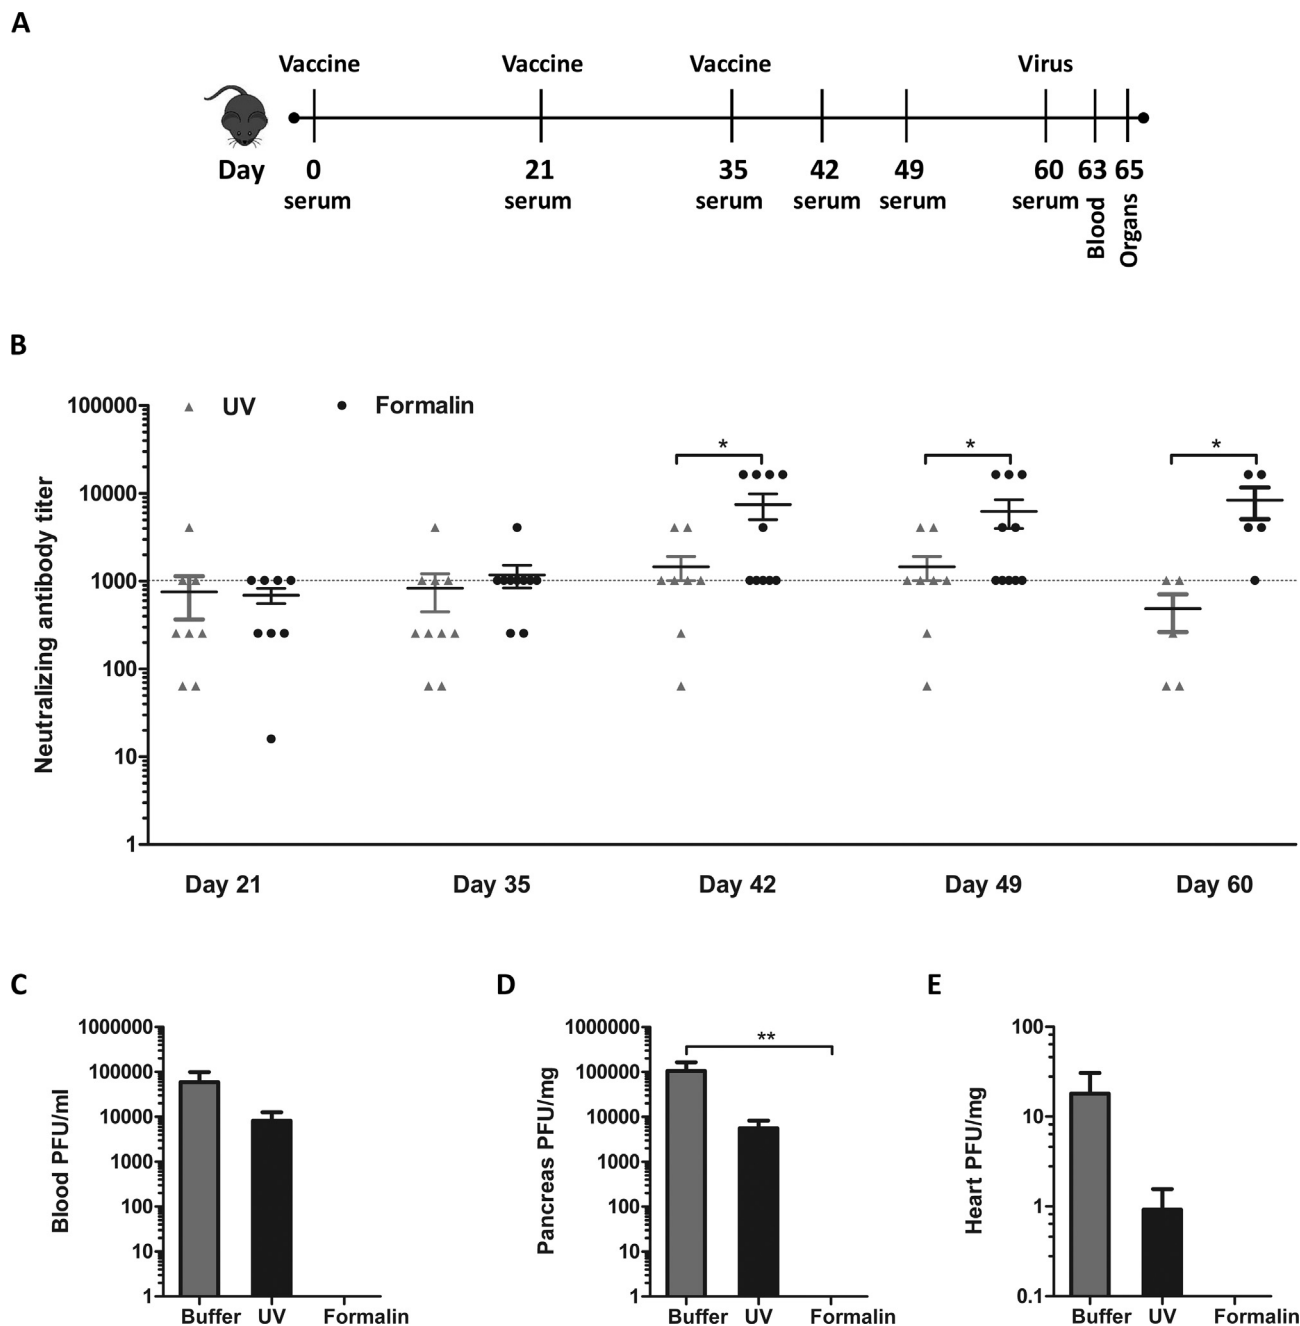 A
Vaccine Vaccine Vaccine Virus
Day 0 21 35 42 49 60 63 65
serum serum serum serum serum serum
Blood
Organs
B
UV Formalin
Neutralizing antibody titer
100000
10000
1000
100
10
1
* * *
Day 21 Day 35 Day 42 Day 49 Day 60
C
Blood PFU/ml
1000000
100000
10000
1000
100
10
1
Buffer UV Formalin
D
Pancreas PFU/mg
1000000
100000
10000
1000
100
10
1
**
Buffer UV Formalin
E
Heart PFU/mg
100
10
1
0.1
Buffer UV Formalin